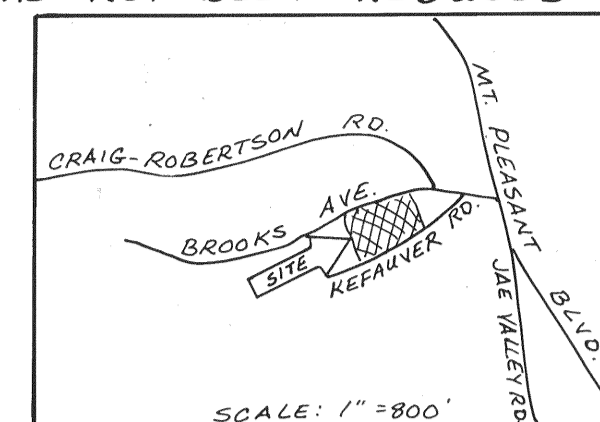 CRAIG-ROBERTSON RD.
BROOKS AVE.
SITE
KEFAUVER RD.
MT. PLEASANT BLVD.
JAE VALLEY RD.
SCALE: 1" = 800'